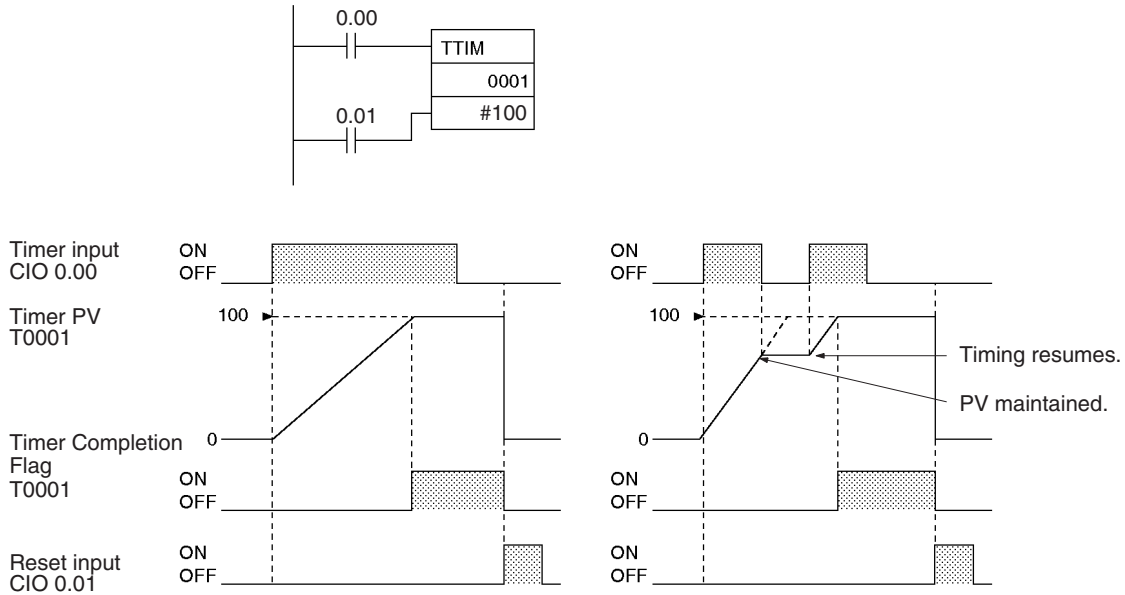 0.00
TTIM
0001
0.01
#100
Timer input
CIO 0.00
ON
OFF
ON
OFF
Timer PV
T0001
100
100
Timing resumes.
PV maintained.
0
0
Timer Completion
Flag
T0001
ON
OFF
ON
OFF
Reset input
CIO 0.01
ON
OFF
ON
OFF